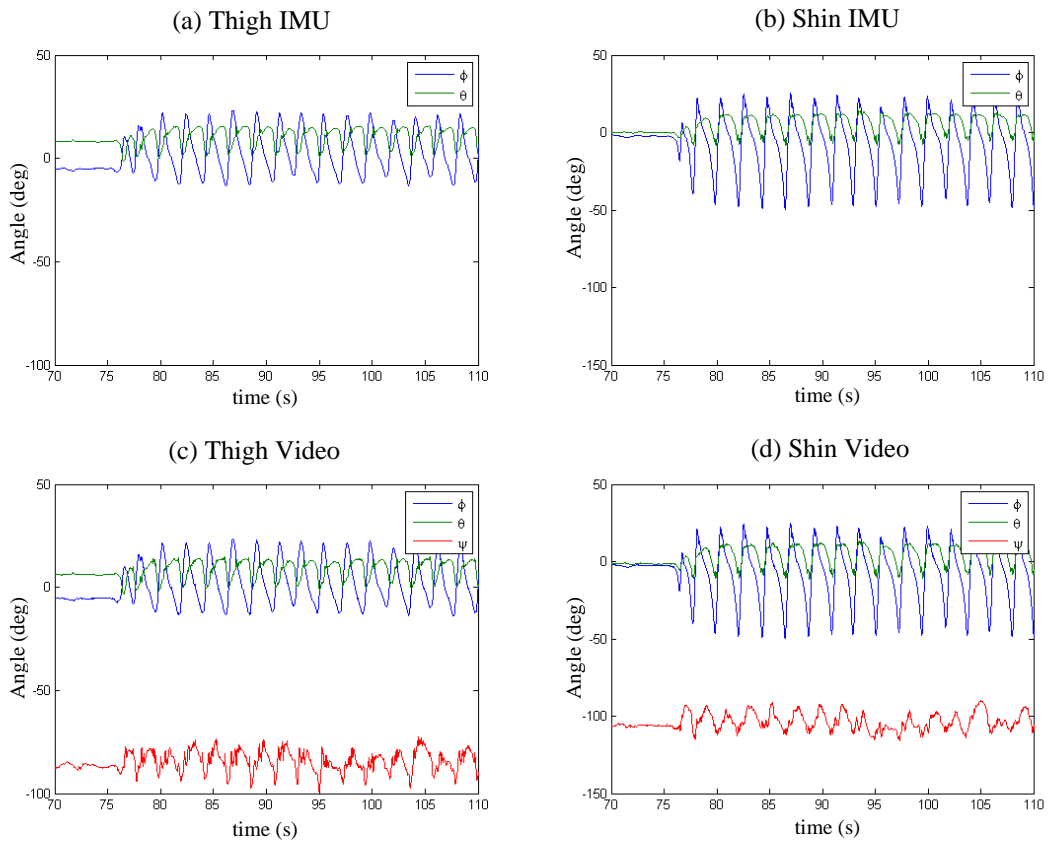 (a) Thigh IMU
50
0
-50
-100
Angle (deg)
ϕ
θ
70 75 80 85 90 95 100 105 110
time (s)
(b) Shin IMU
50
0
-50
-100
-150
Angle (deg)
ϕ
θ
70 75 80 85 90 95 100 105 110
time (s)
(c) Thigh Video
50
0
-50
-100
Angle (deg)
ϕ
θ
ψ
70 75 80 85 90 95 100 105 110
time (s)
(d) Shin Video
50
0
-50
-100
-150
Angle (deg)
ϕ
θ
ψ
70 75 80 85 90 95 100 105 110
time (s)